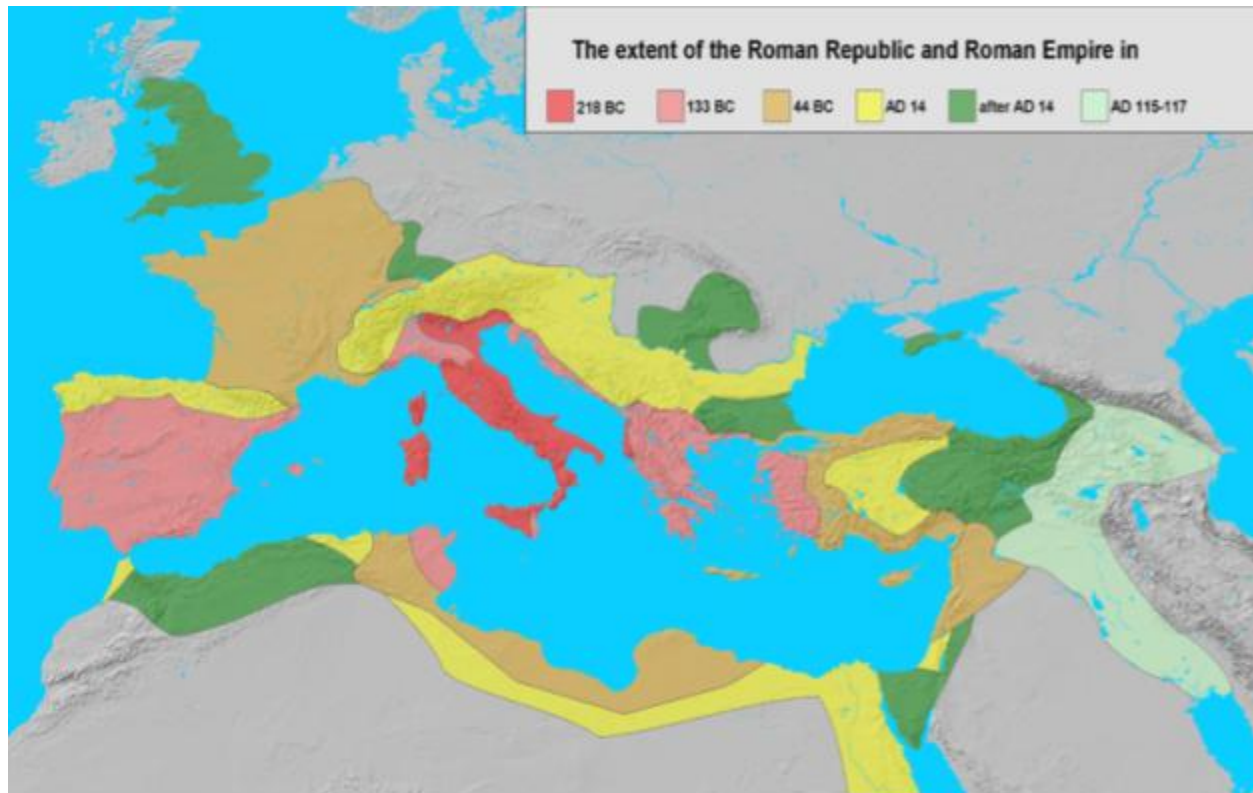 The extent of the Roman Republic and Roman Empire in
218 BC 133 BC 44 BC AD 14 after AD 14 AD 115-117